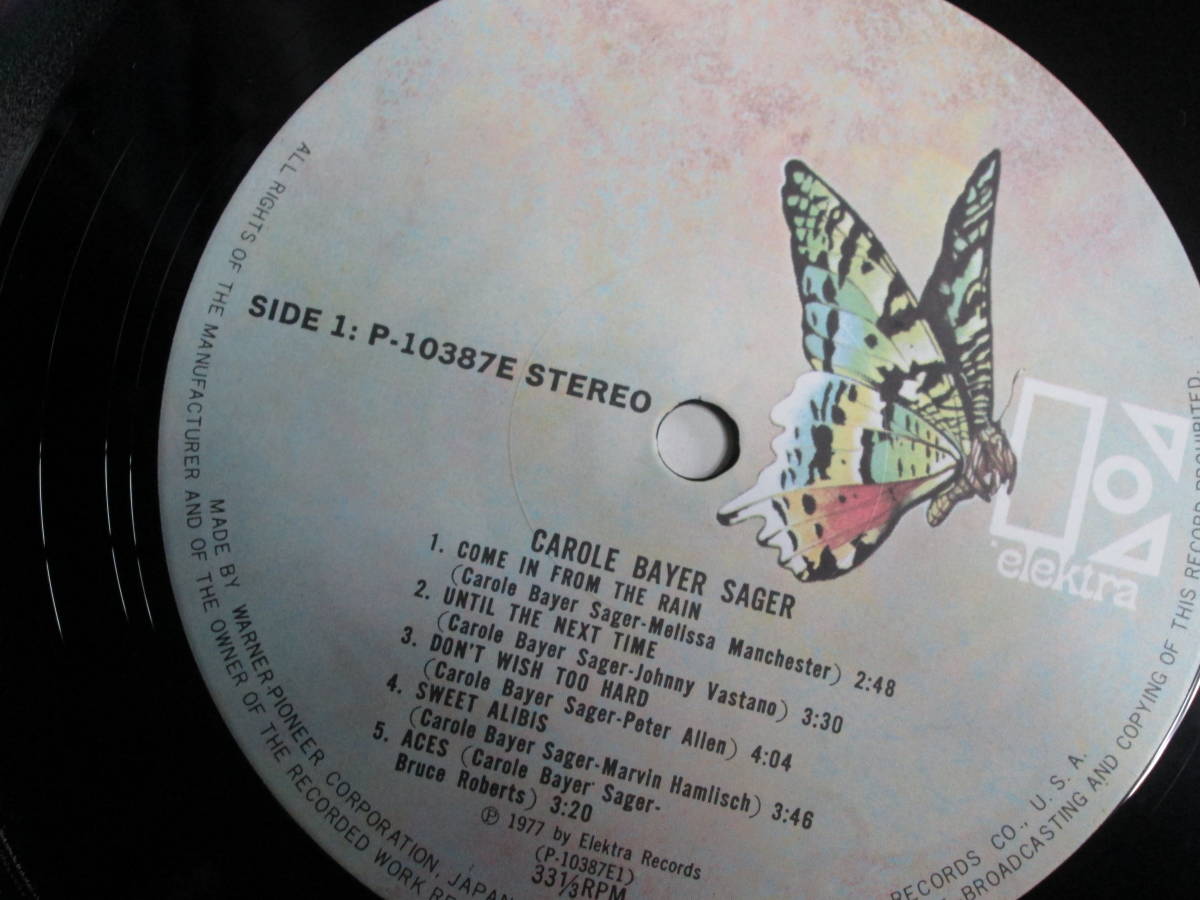 SIDE 1: P-10387E STEREO
elektra
CAROLE BAYER SAGER
1. COME IN FROM THE RAIN
(Carole Bayer Sager-Melissa Manchester) 2:48
2. UNTIL THE NEXT TIME
(Carole Bayer Sager-Johnny Vastano) 3:30
3. DON'T WISH TOO HARD
(Carole Bayer Sager-Peter Allen) 4:04
4. SWEET ALIBIS
(Carole Bayer Sager-Marvin Hamlisch) 3:46
5. ACES (Carole Bayer Sager-
Bruce Roberts) 3:20
℗ 1977 by Elektra Records
(P-10387E1)
33⅓RPM
ALL RIGHTS OF THE MANUFACTURER AND OF THE OWNER OF THE RECORDED WORK
BROADCASTING AND COPYING OF THIS RECORD PROHIBITED.
MADE BY WARNER-PIONEER CORPORATION, JAPAN
RECORDS CO., U. S. A.